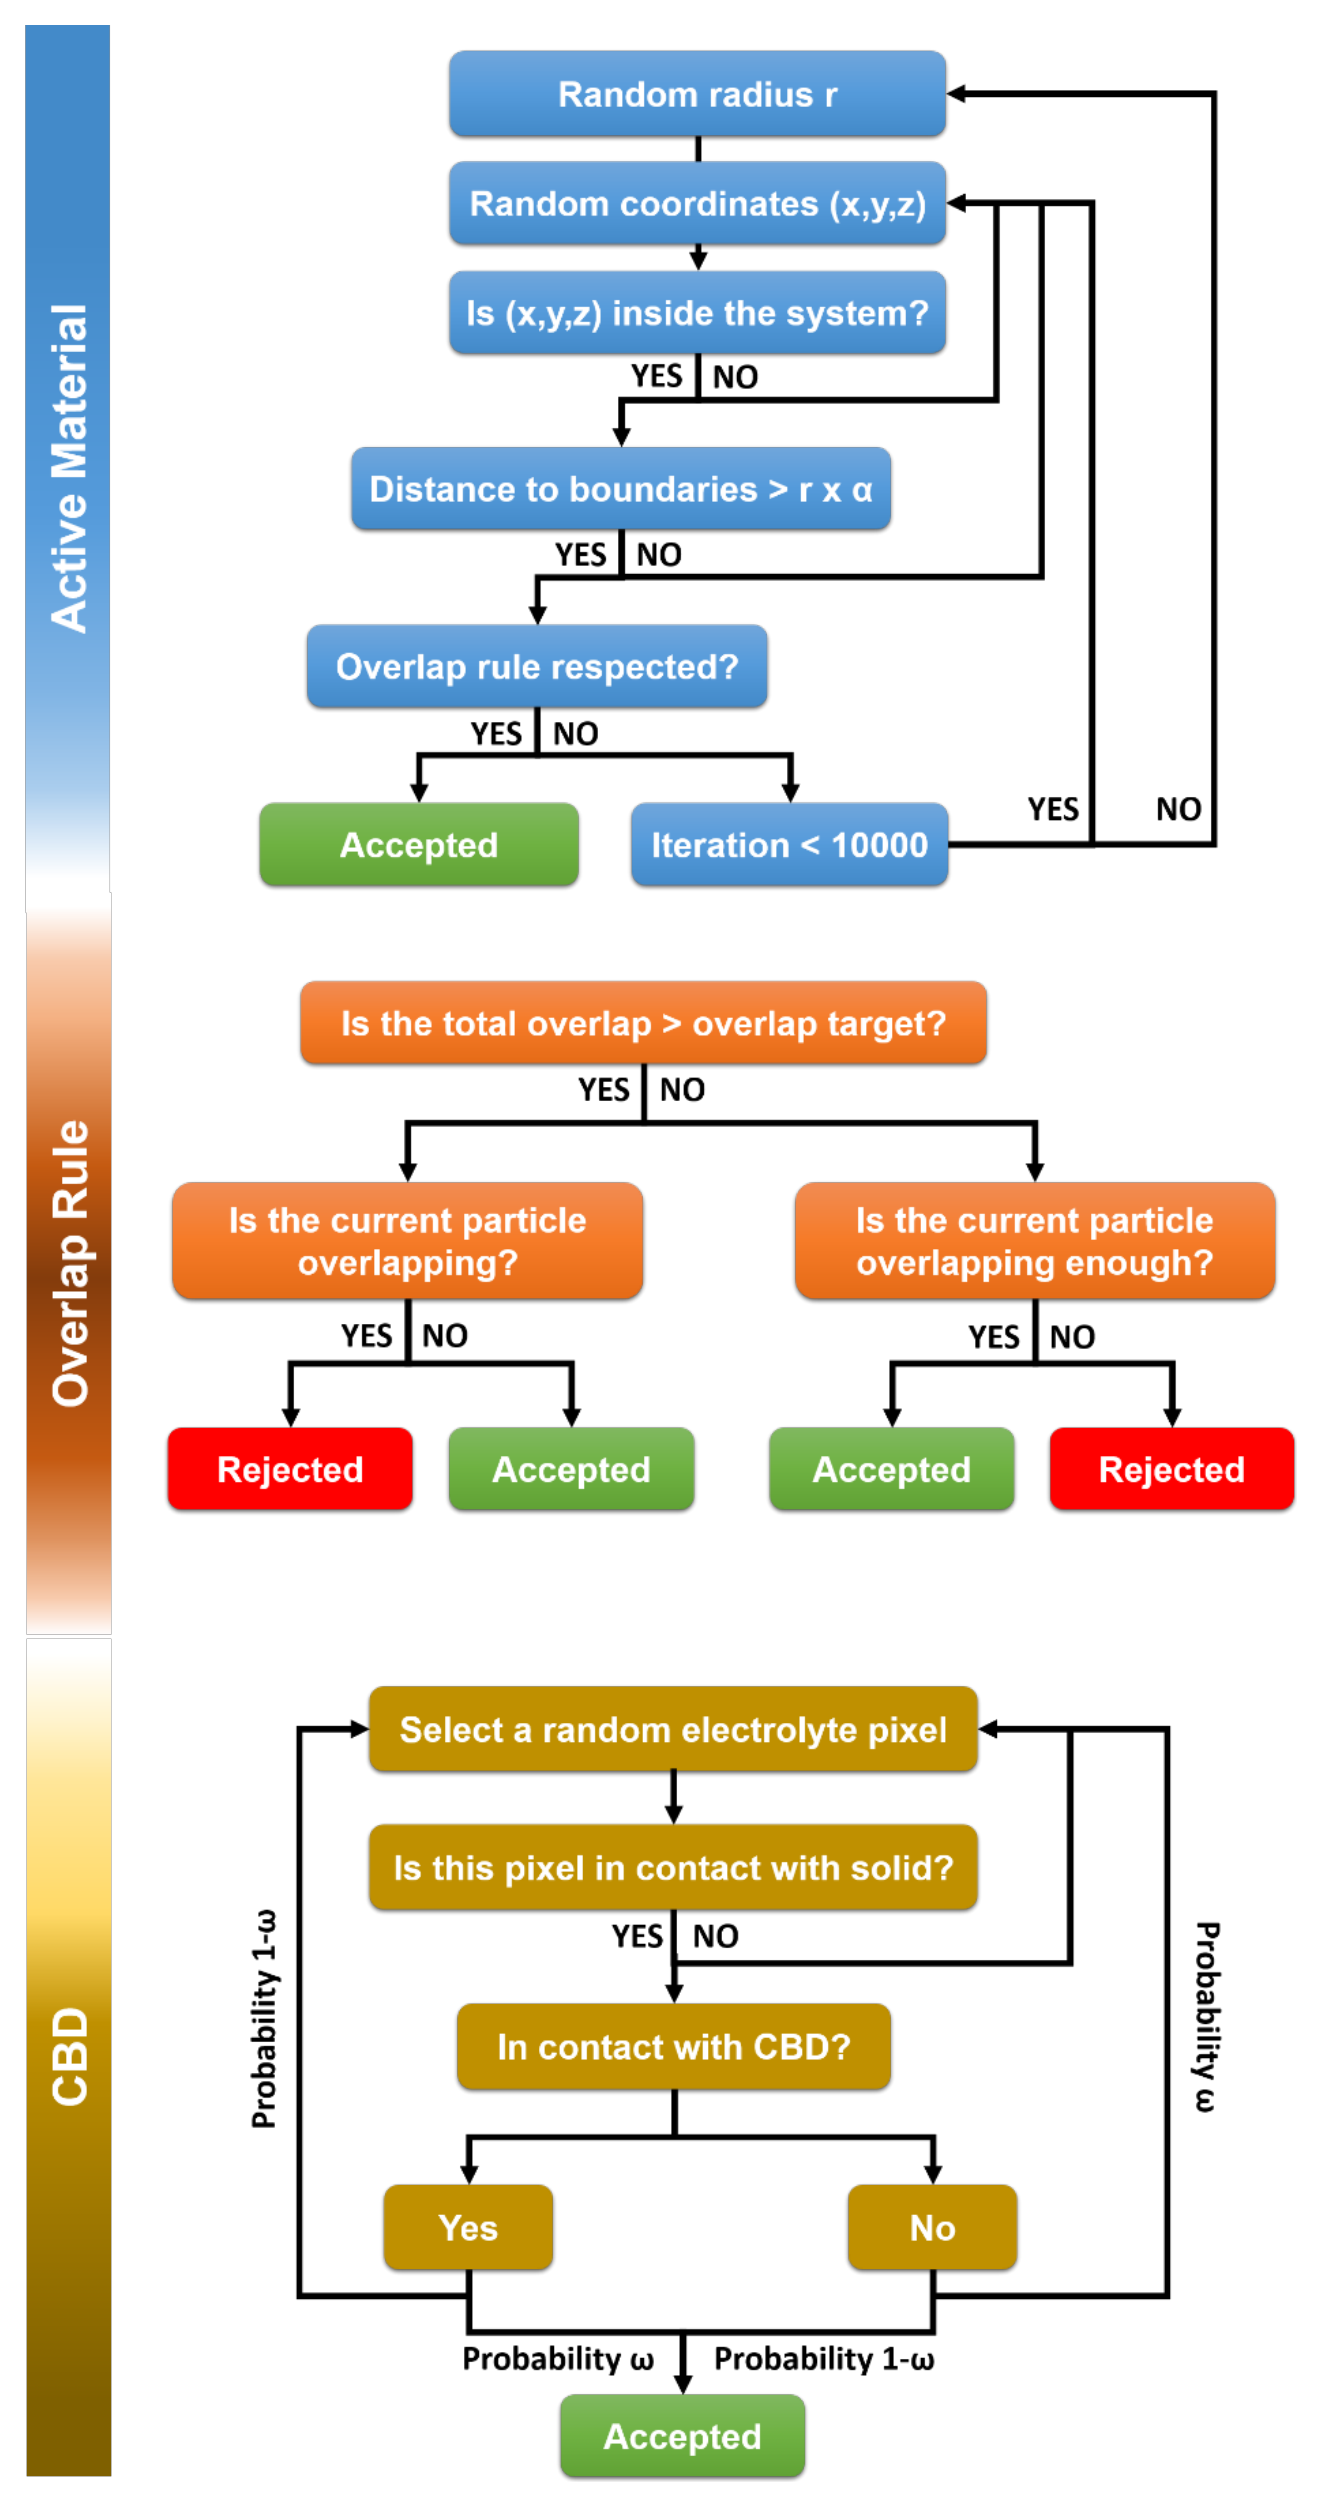 Active Material
Random radius r
Random coordinates (x,y,z)
Is (x,y,z) inside the system?
YES NO
Distance to boundaries > r x α
YES NO
Overlap rule respected?
YES NO
Accepted
Iteration < 10000
YES
NO
Overlap Rule
Is the total overlap > overlap target?
YES NO
Is the current particle
overlapping?
Is the current particle
overlapping enough?
YES NO
YES NO
Rejected
Accepted
Accepted
Rejected
CBD
Select a random electrolyte pixel
Is this pixel in contact with solid?
YES NO
In contact with CBD?
Probability 1-ω
Probability ω
Yes
No
Probability ω
Probability 1-ω
Accepted